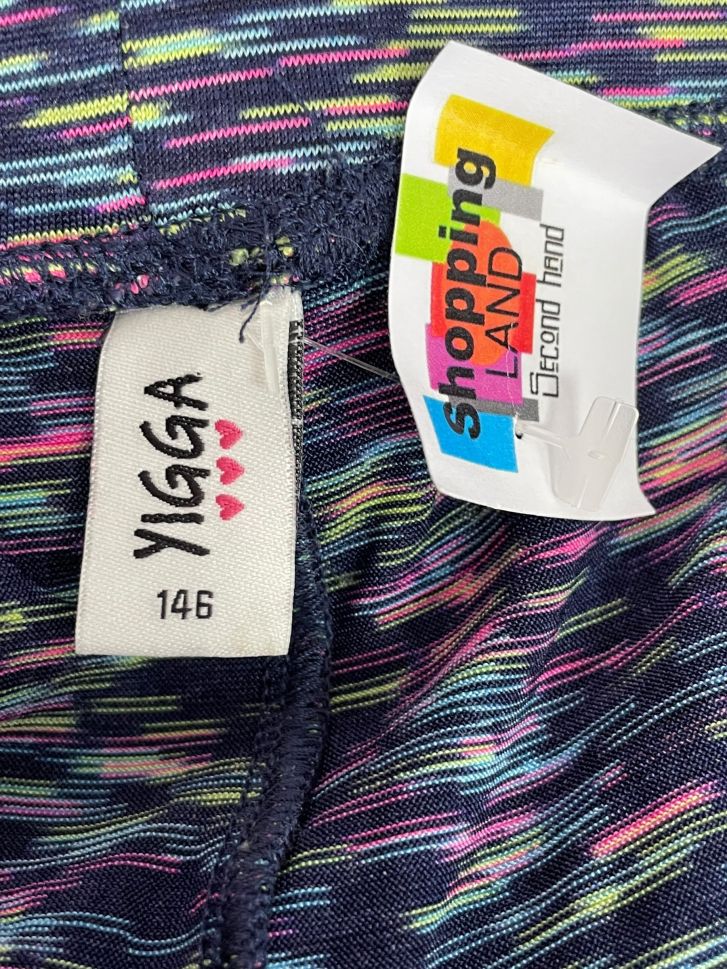 YIGGA
146
shopping
LAND
Second hand